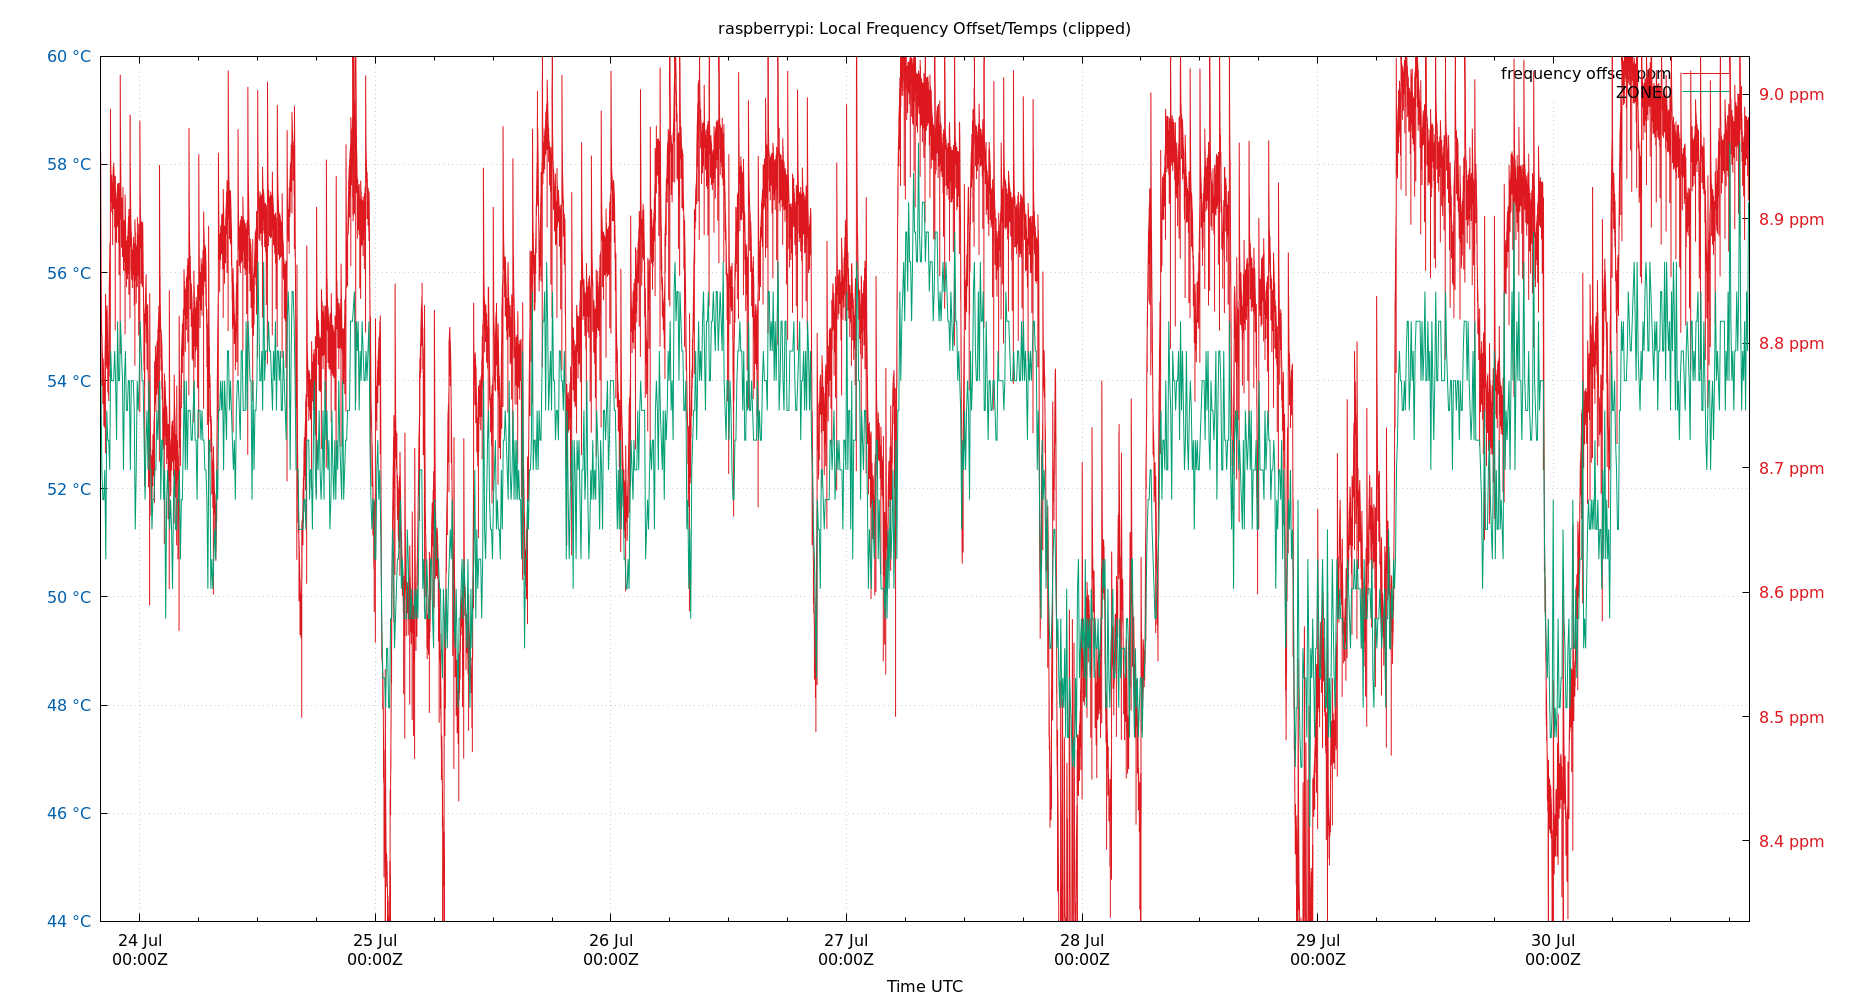 raspberrypi: Local Frequency Offset/Temps (clipped)
60 °C
58 °C
56 °C
54 °C
52 °C
50 °C
48 °C
46 °C
44 °C
frequency offset ppm
ZONE0
9.0 ppm
8.9 ppm
8.8 ppm
8.7 ppm
8.6 ppm
8.5 ppm
8.4 ppm
24 Jul
00:00Z
25 Jul
00:00Z
26 Jul
00:00Z
27 Jul
00:00Z
28 Jul
00:00Z
29 Jul
00:00Z
30 Jul
00:00Z
Time UTC